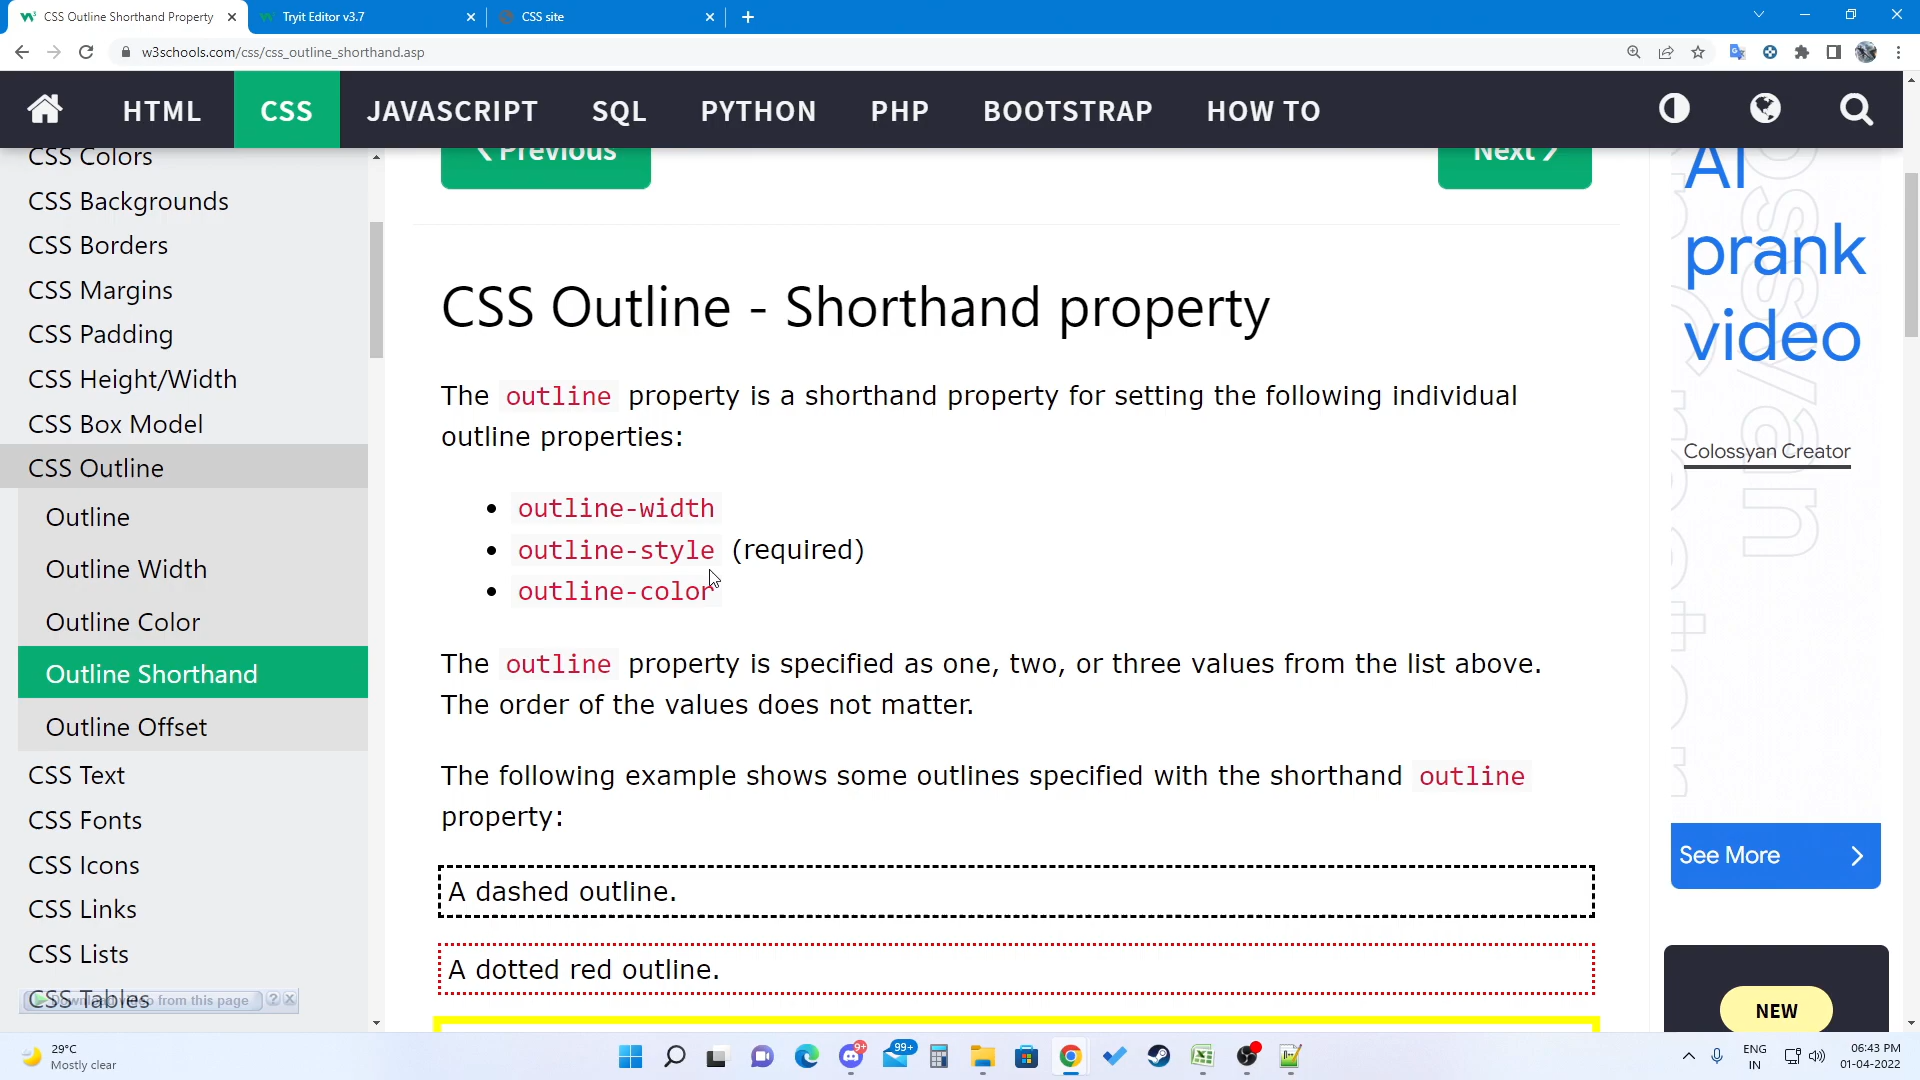 CSS Outline Shorthand Property
Tryit Editor v3.7
CSS site
w3schools.com/css/css_outline_shorthand.asp
HTML
CSS
JAVASCRIPT
SQL
PYTHON
PHP
BOOTSTRAP
HOW TO
CSS Colors
CSS Backgrounds
CSS Borders
CSS Margins
CSS Padding
CSS Height/Width
CSS Box Model
CSS Outline
Outline
Outline Width
Outline Color
Outline Shorthand
Outline Offset
CSS Text
CSS Fonts
CSS Icons
CSS Links
CSS Lists
CSS Tables
Download video from this page ?
❮ Previous
Next ❯
CSS Outline - Shorthand property
The outline property is a shorthand property for setting the following individual
outline properties:
• outline-width
• outline-style (required)
• outline-color
The outline property is specified as one, two, or three values from the list above.
The order of the values does not matter.
The following example shows some outlines specified with the shorthand outline
property:
A dashed outline.
A dotted red outline.
AI
prank
video
Colossyan Creator
See More
NEW
29°C
Mostly clear
9+
99+
ENG
IN
06:43 PM
01-04-2022